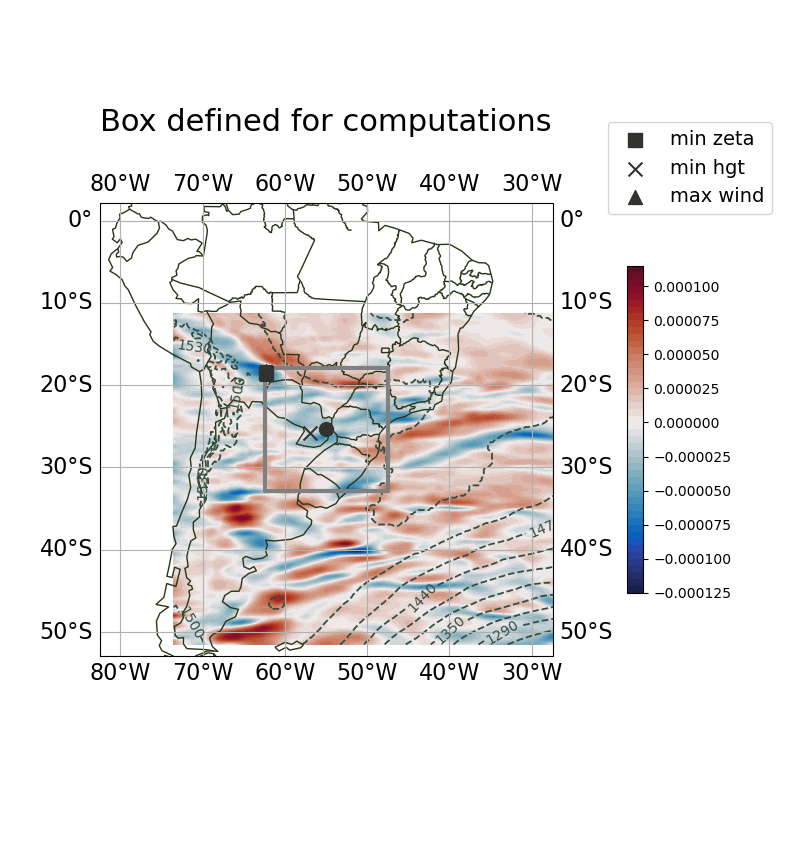 Box defined for computations
min zeta
min hgt
max wind
80°W 70°W 60°W 50°W 40°W 30°W
0° 0°
10°S 10°S
20°S 20°S
30°S 30°S
40°S 40°S
50°S 50°S
80°W 70°W 60°W 50°W 40°W 30°W
1500
147
1440
1350
1290
1500
0.000100
0.000075
0.000050
0.000025
0.000000
−0.000025
−0.000050
−0.000075
−0.000100
−0.000125